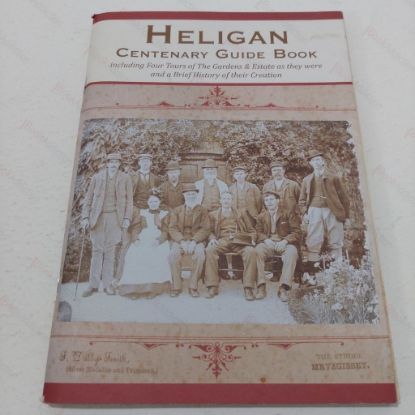 HELIGAN
CENTENARY GUIDE BOOK
Including Four Tours of The Gardens & Estate as they were
and a Brief History of their Creation
THE STUDIO
MEVAGISSEY.